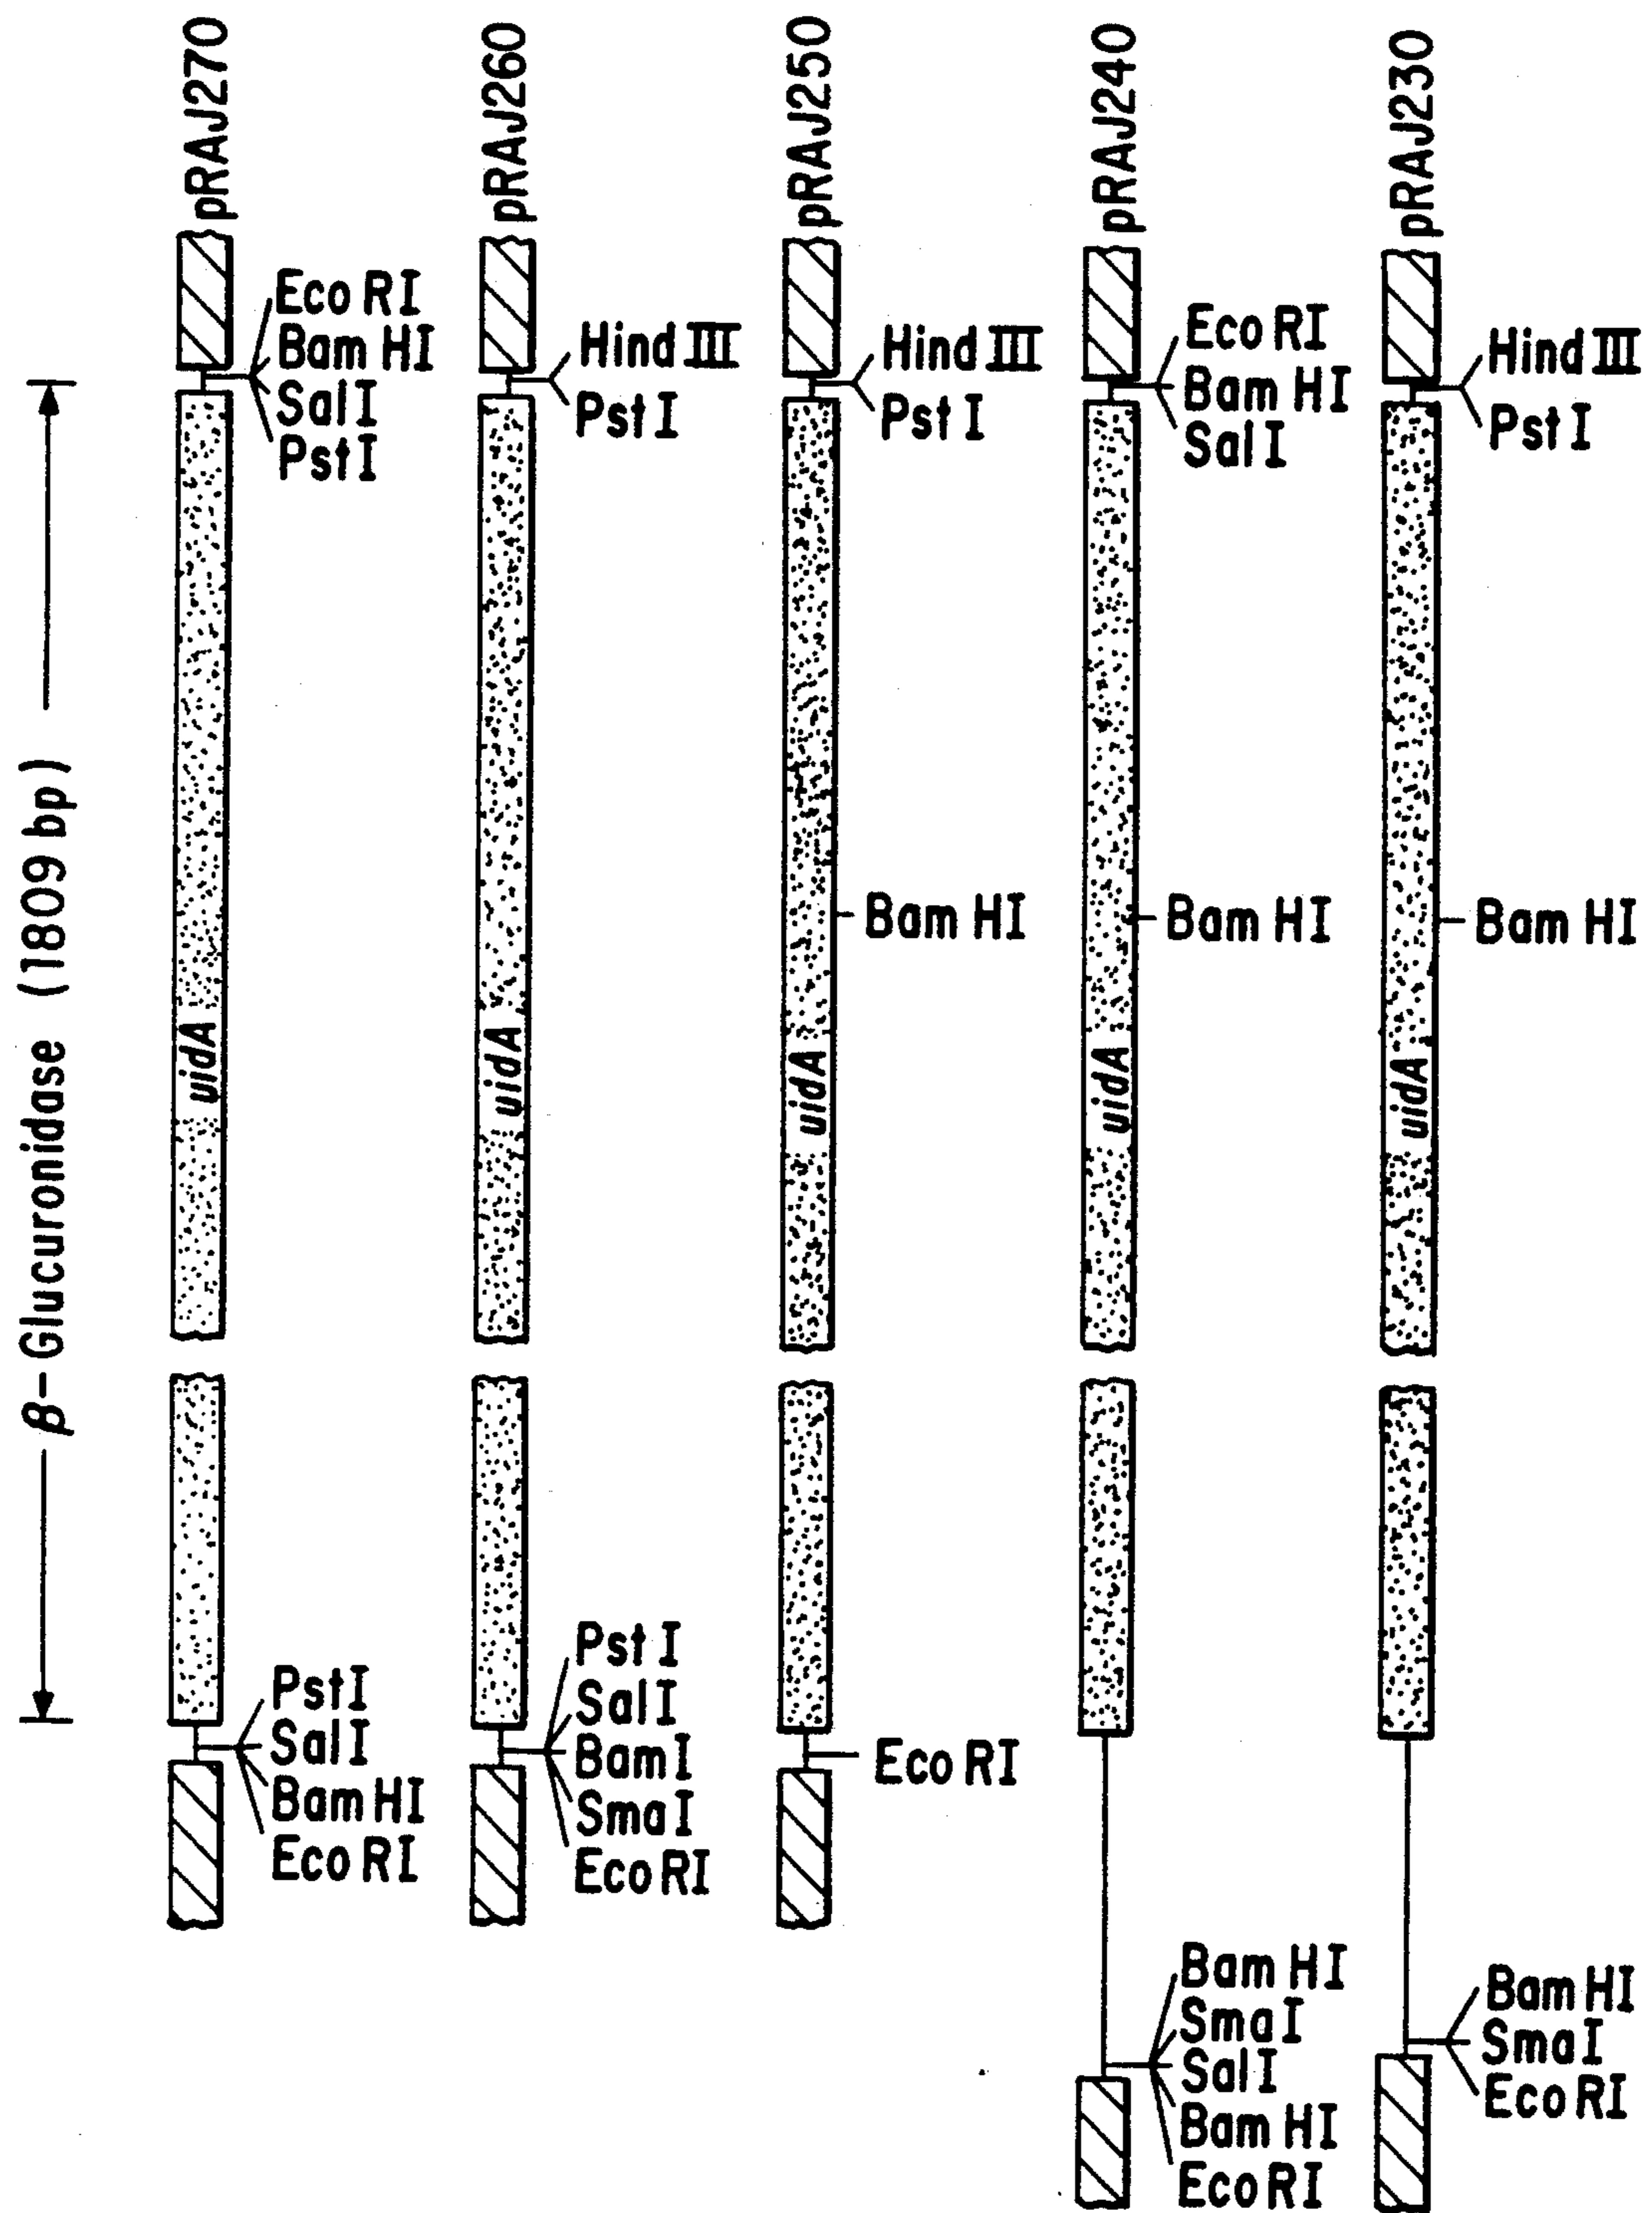 β-Glucuronidase (1809 bp)
pRAJ270
Eco RI
Bam HI
Sal I
Pst I
uidA
Pst I
Sal I
Bam HI
Eco RI
pRAJ260
Hind III
Pst I
uidA
Pst I
Sal I
Bam I
Sma I
Eco RI
pRAJ250
Hind III
Pst I
Bam HI
uidA
Eco RI
pRAJ240
Eco RI
Bam HI
Sal I
Bam HI
uidA
Bam HI
Sma I
Sal I
Bam HI
Eco RI
pRAJ230
Hind III
Pst I
Bam HI
uidA
Bam HI
Sma I
Eco RI